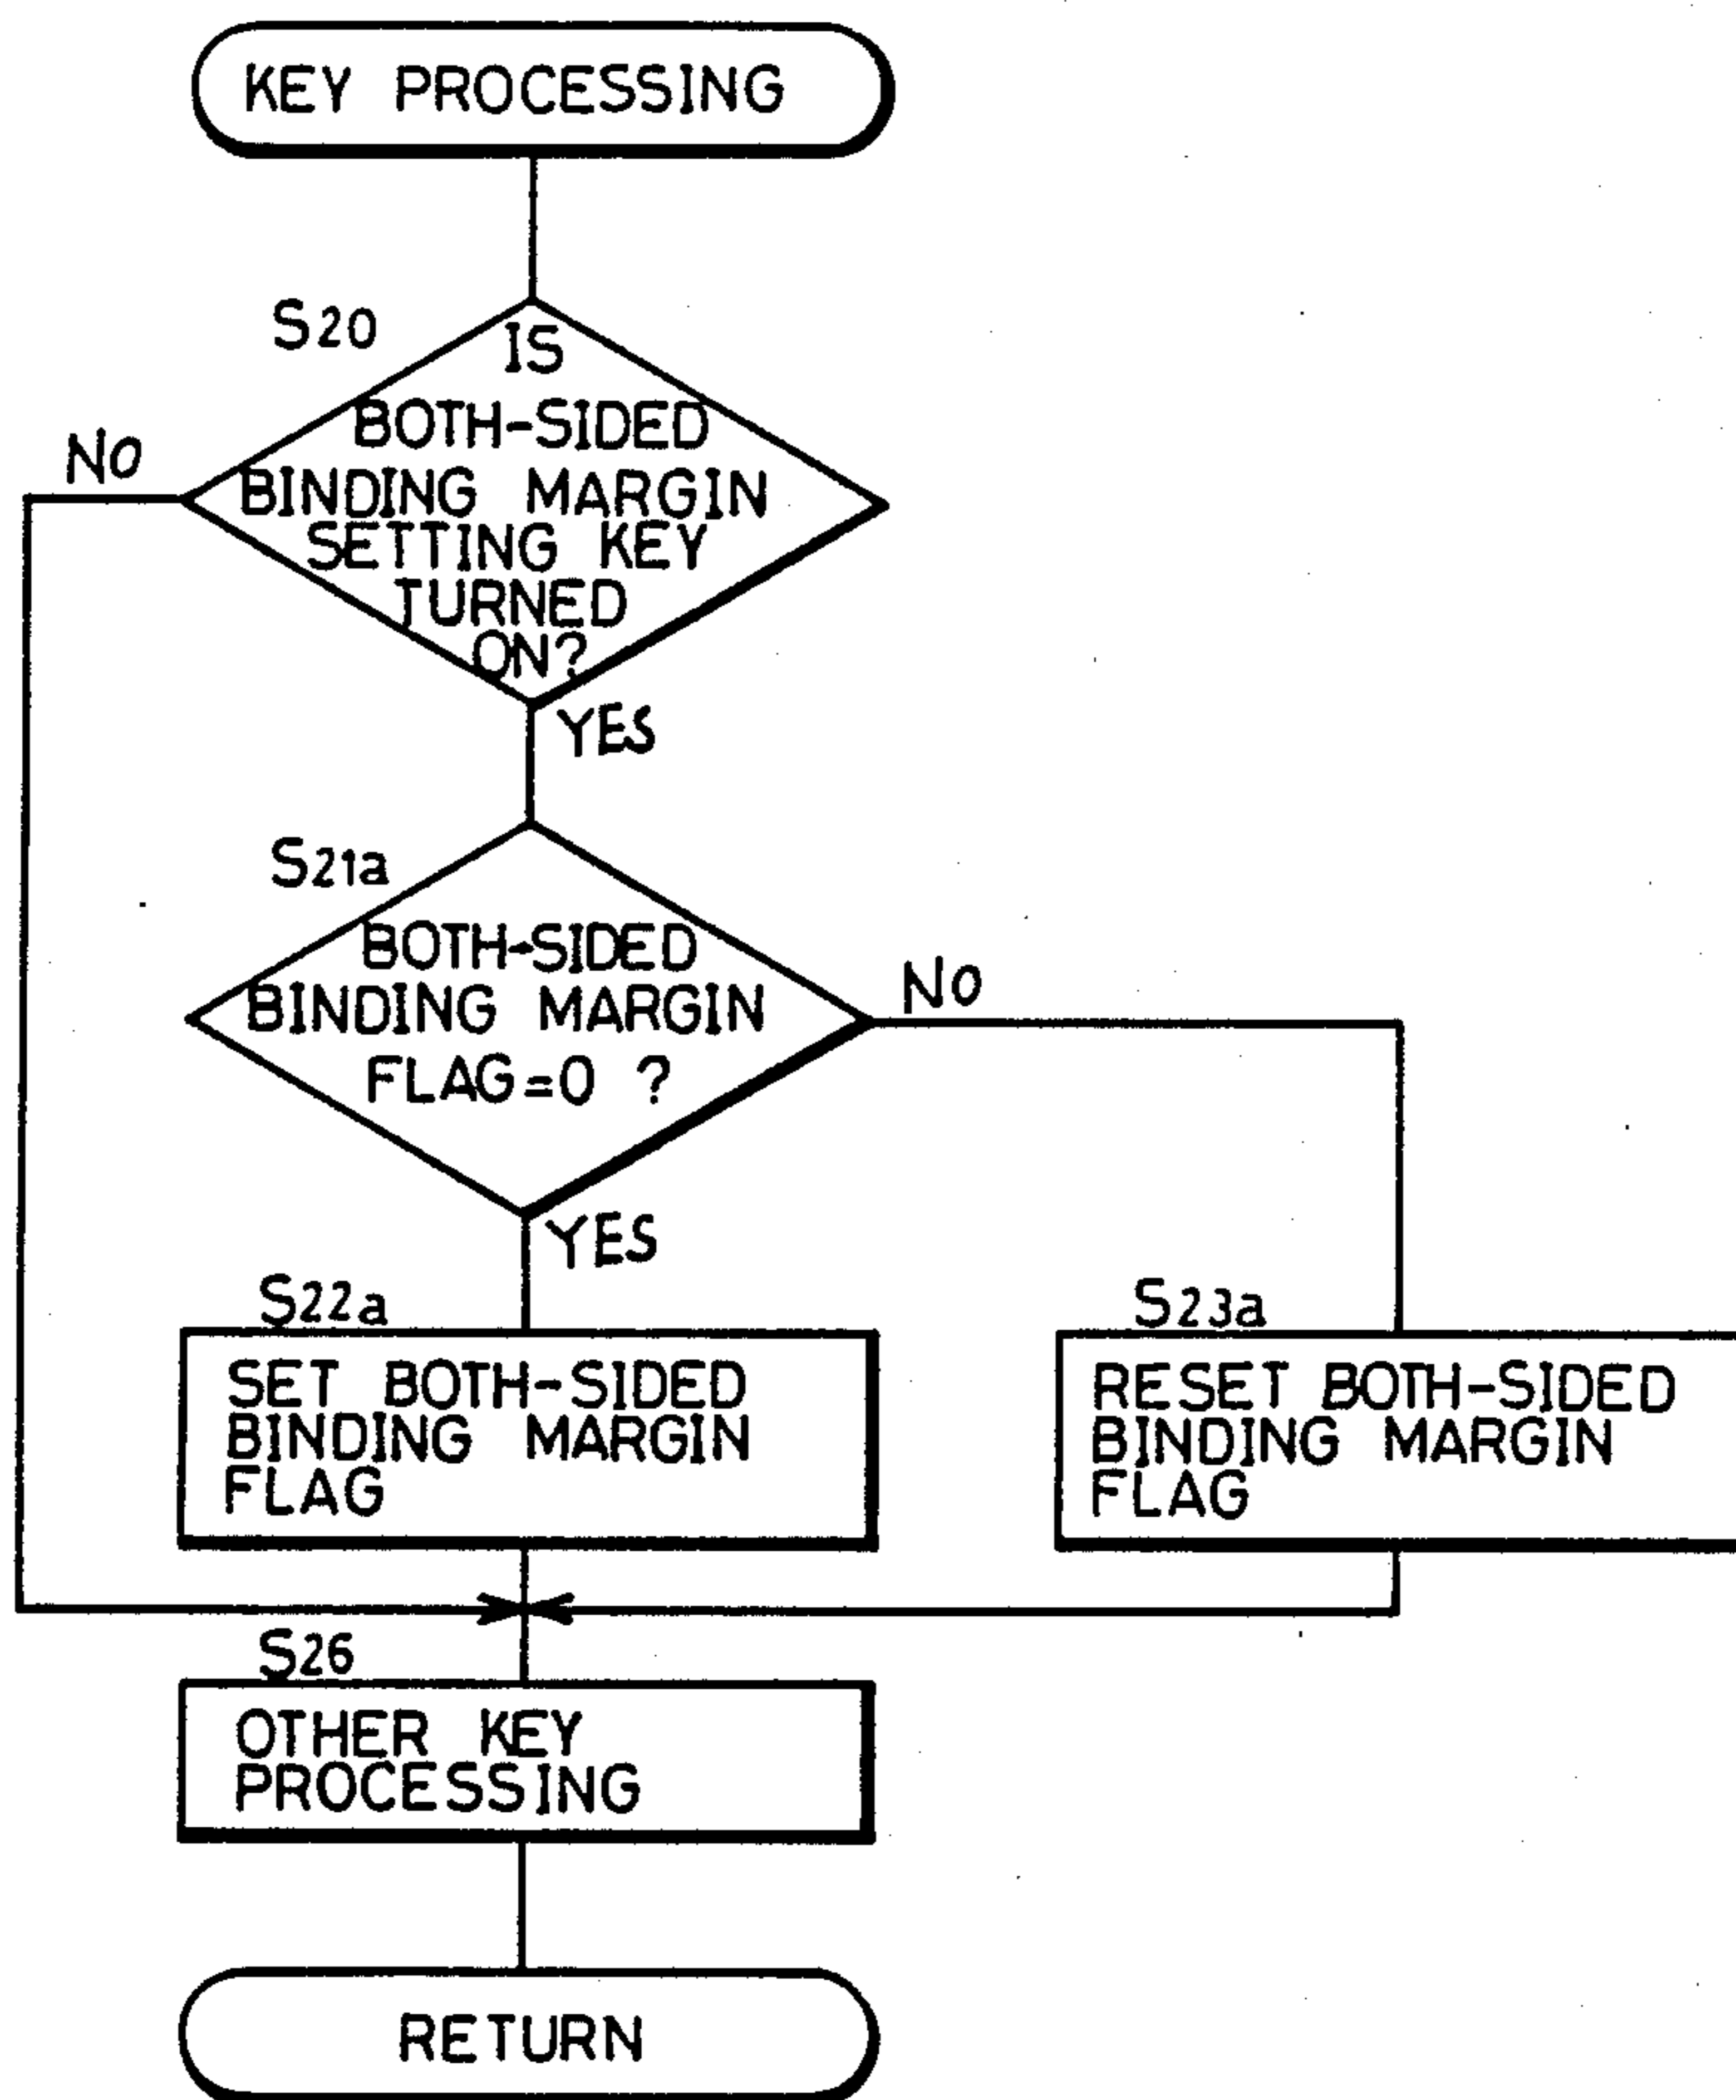 KEY PROCESSING
S20
IS
BOTH-SIDED
BINDING MARGIN
SETTING KEY
TURNED
ON?
No
YES
S21a
BOTH-SIDED
BINDING MARGIN
FLAG=0 ?
No
YES
S22a
SET BOTH-SIDED
BINDING MARGIN
FLAG
S23a
RESET BOTH-SIDED
BINDING MARGIN
FLAG
S26
OTHER KEY
PROCESSING
RETURN